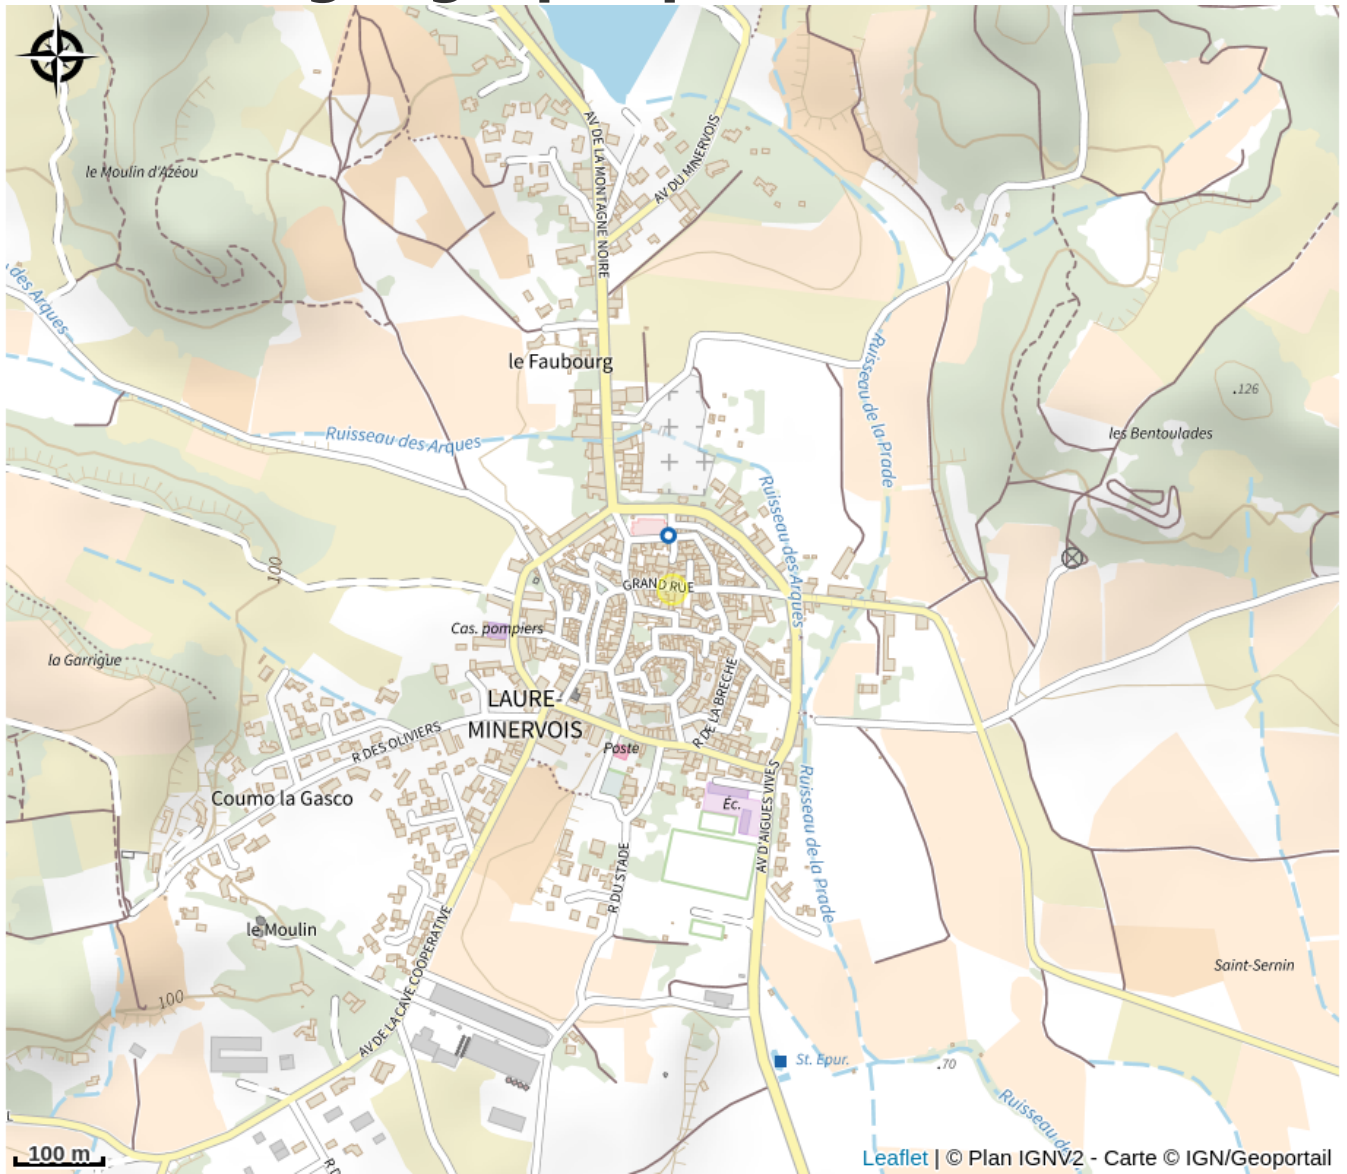 AV DE LA MONTAGNE NOIRE
AV DU MINERVOIS
le Moulin d'Azéou
des Arques
le Faubourg
Ruisseau de la Prade
.126
Ruisseau des Arques
les Bentoulades
Ruisseau des Arques
100
GRAND RUE
Cas. pompiers
la Garrigue
LAURE-
MINERVOIS
R DE LA BRECHE
R DES OLIVIERS
Poste
Coumo la Gasco
Éc.
AV D'AIGUES VIVES
Ruisseau de la Prade
R DU STADE
le Moulin
AV DE LA CAVE COOPERATIVE
Saint-Sernin
100
St. Epur.
.70
Ruisseau de
100 m
Leaflet | © Plan IGNV2 - Carte © IGN/Geoportail